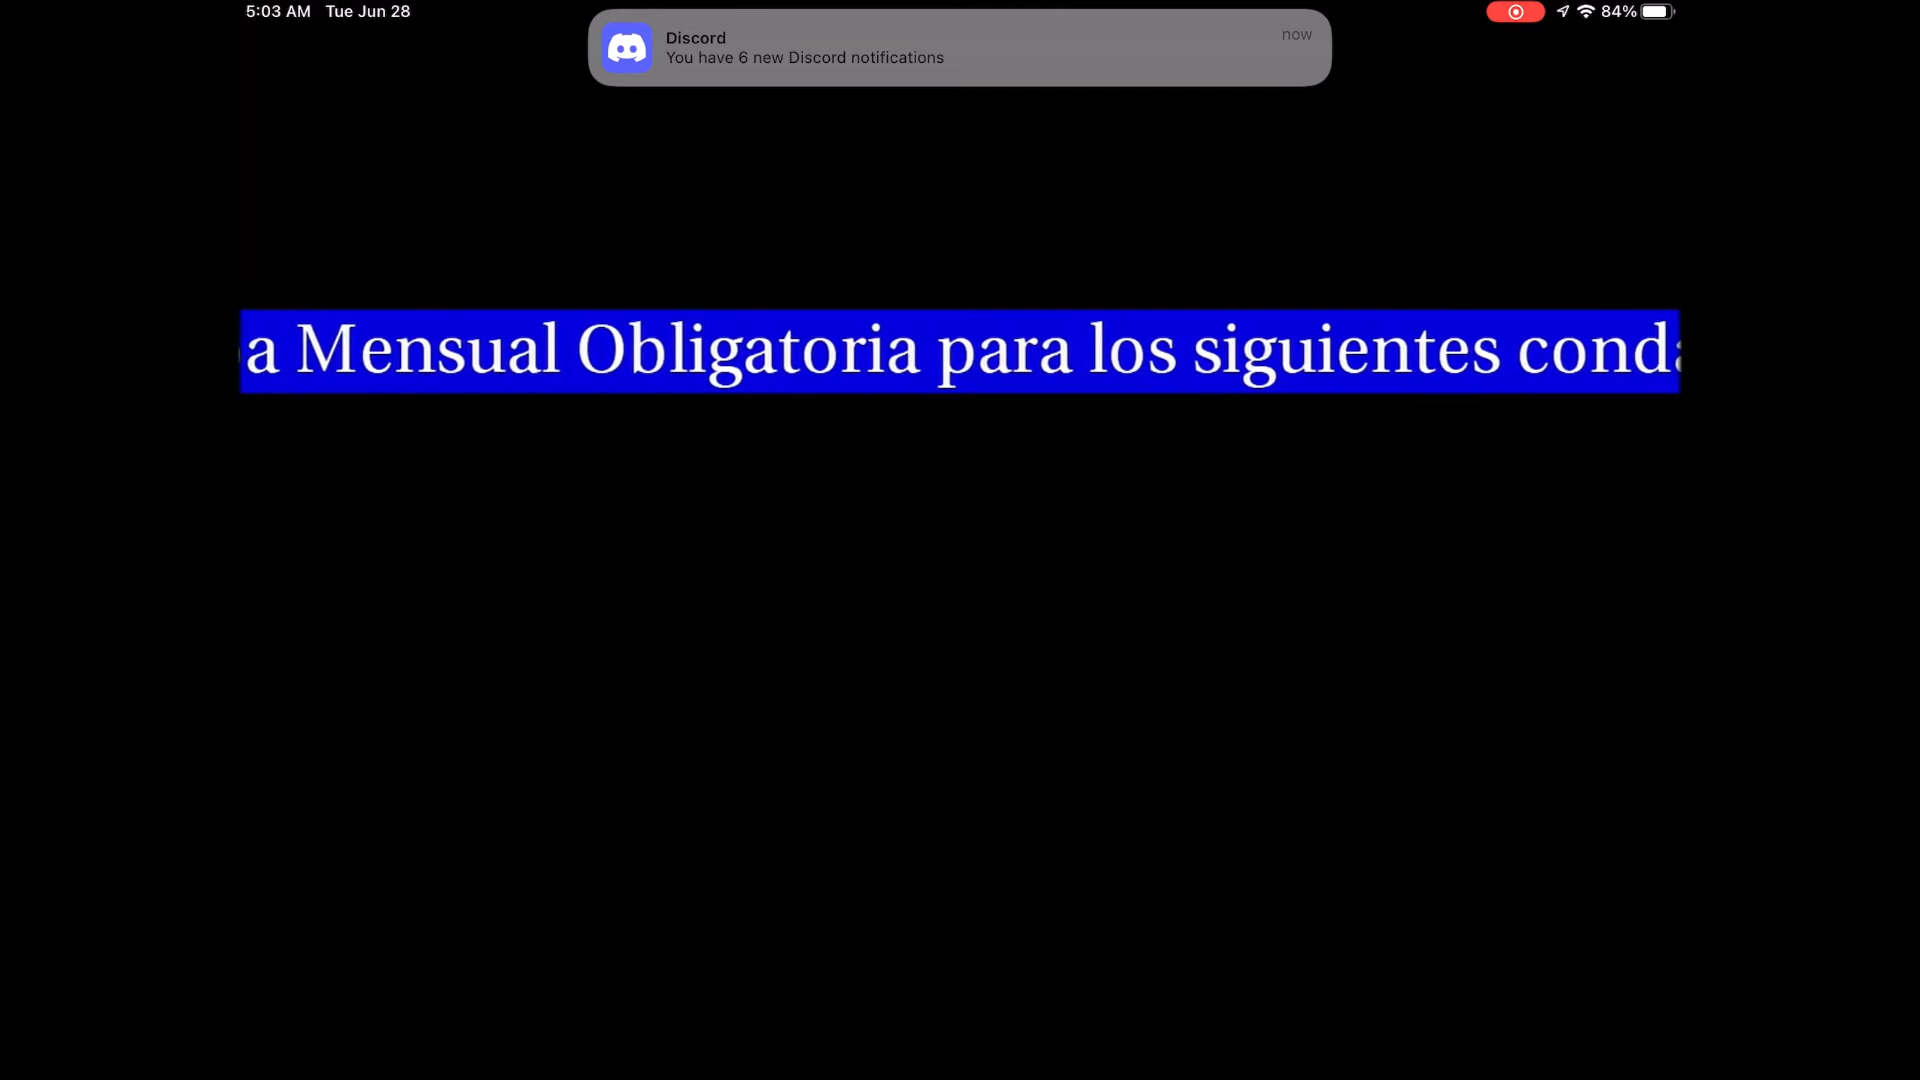 5:03 AM Tue Jun 28
84%
Discord
now
You have 6 new Discord notifications
a Mensual Obligatoria para los siguientes cond